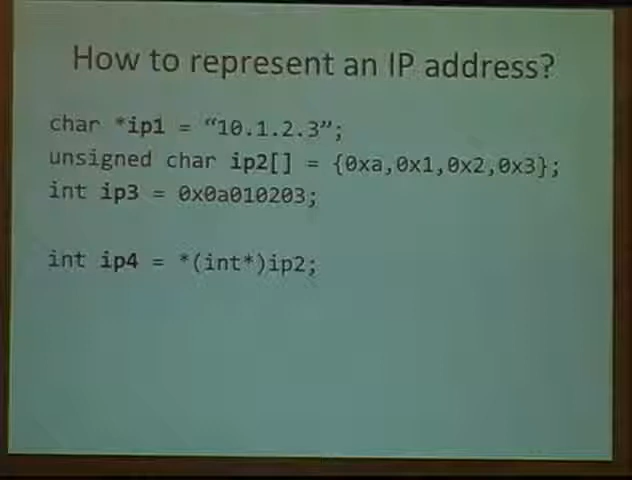 How to represent an IP address?
char *ip1 = “10.1.2.3”;
unsigned char ip2[] = {0xa,0x1,0x2,0x3};
int ip3 = 0x0a010203;
int ip4 = *(int*)ip2;